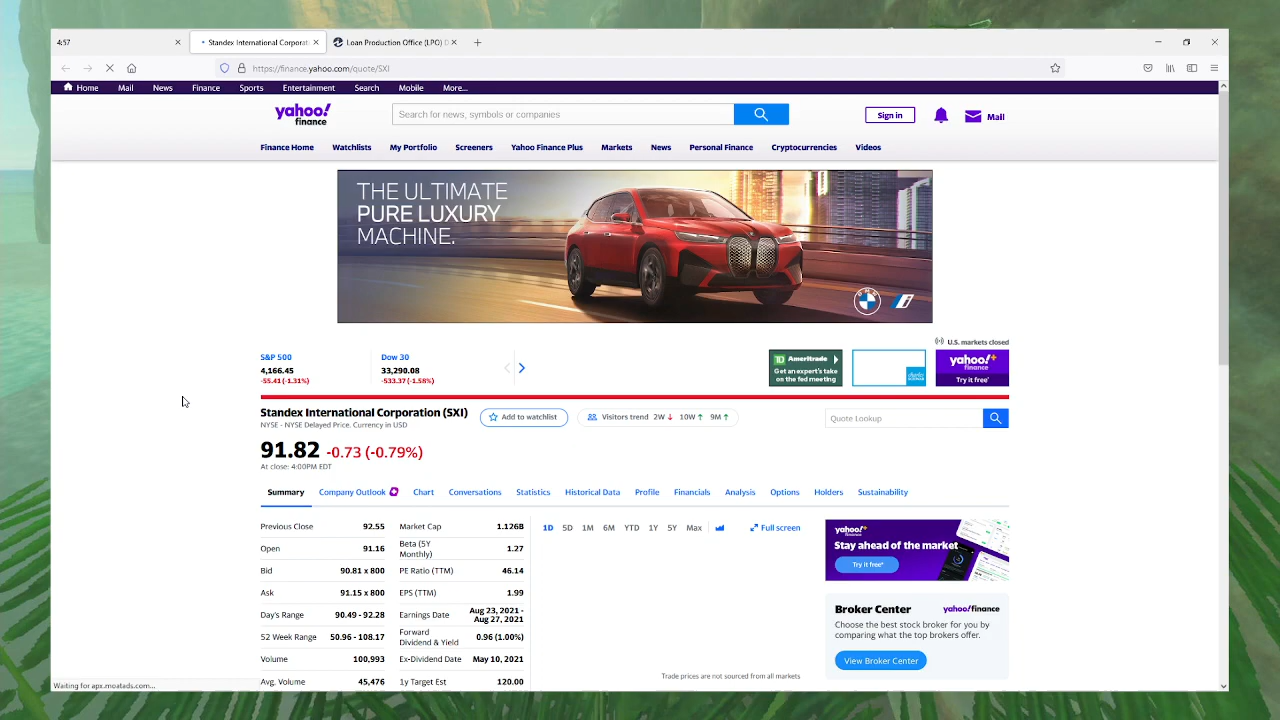 4:57
Standex International Corporati
Loan Production Office (LPO) D
https://finance.yahoo.com/quote/SXI
Home Mail News Finance Sports Entertainment Search Mobile More...
yahoo!
finance
Search for news, symbols or companies
Sign in
Mail
Finance Home Watchlists My Portfolio Screeners Yahoo Finance Plus Markets News Personal Finance Cryptocurrencies Videos
THE ULTIMATE
PURE LUXURY
MACHINE.
BMW
i
U.S. markets closed
S&P 500
4,166.45
-55.41 (-1.31%)
Dow 30
33,290.08
-533.37 (-1.58%)
TD Ameritrade
Get an expert's take
on the fed meeting
charles
SCHWAB
yahoo!+
finance
Try it free*
Standex International Corporation (SXI)
NYSE - NYSE Delayed Price. Currency in USD
Add to watchlist
Visitors trend 2W ↓ 10W ↑ 9M ↑
Quote Lookup
91.82 -0.73 (-0.79%)
At close: 4:00PM EDT
Summary Company Outlook Chart Conversations Statistics Historical Data Profile Financials Analysis Options Holders Sustainability
Previous Close 92.55
Open 91.16
Bid 90.81 x 800
Ask 91.15 x 800
Day's Range 90.49 - 92.28
52 Week Range 50.96 - 108.17
Volume 100,993
Avg. Volume 45,476
Market Cap 1.126B
Beta (5Y
Monthly) 1.27
PE Ratio (TTM) 46.14
EPS (TTM) 1.99
Earnings Date Aug 23, 2021 -
Aug 27, 2021
Forward
Dividend & Yield 0.96 (1.00%)
Ex-Dividend Date May 10, 2021
1y Target Est 120.00
1D 5D 1M 6M YTD 1Y 5Y Max
Full screen
Trade prices are not sourced from all markets
yahoo!+
finance
Stay ahead of the market
Try it free*
Broker Center
yahoo!finance
Choose the best stock broker for you by
comparing what the top brokers offer.
View Broker Center
Waiting for apx.moatads.com...